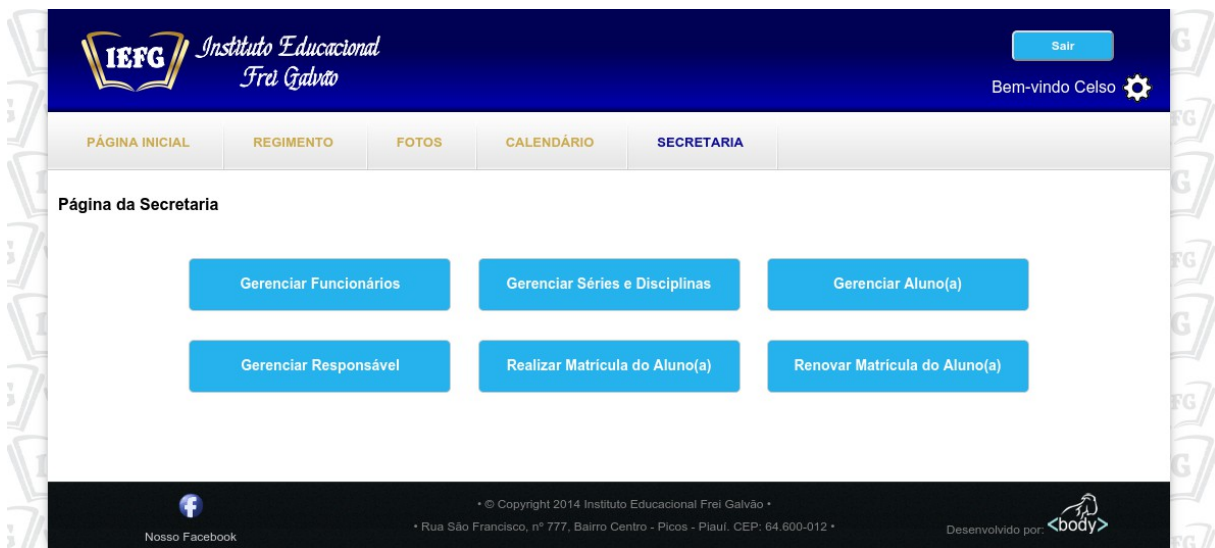 IEFG
Instituto Educacional
Frei Galvão
Sair
Bem-vindo Celso
PÁGINA INICIAL
REGIMENTO
FOTOS
CALENDÁRIO
SECRETARIA
Página da Secretaria
Gerenciar Funcionários
Gerenciar Séries e Disciplinas
Gerenciar Aluno(a)
Gerenciar Responsável
Realizar Matrícula do Aluno(a)
Renovar Matrícula do Aluno(a)
Nosso Facebook
• © Copyright 2014 Instituto Educacional Frei Galvão •
• Rua São Francisco, nº 777, Bairro Centro - Picos - Piauí. CEP: 64.600-012 •
Desenvolvido por: <body>